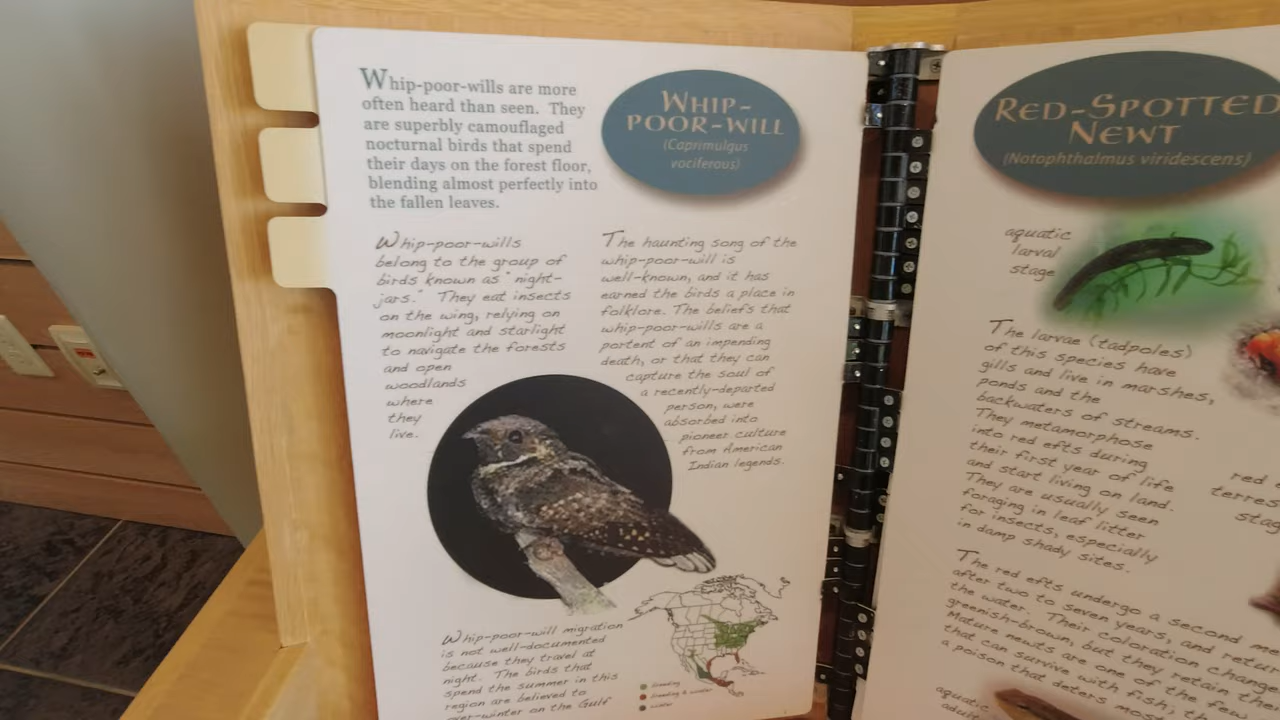 Whip-poor-wills are more
often heard than seen. They
are superbly camouflaged
nocturnal birds that spend
their days on the forest floor,
blending almost perfectly into
the fallen leaves.
WHIP-
POOR-WILL
(Caprimulgus
vociferous)
Whip-poor-wills
belong to the group of
birds known as "night-
jars." They eat insects
on the wing, relying on
moonlight and starlight
to navigate the forests
and open
woodlands
where
they
live.
The haunting song of the
whip-poor-will is
well-known, and it has
earned the birds a place in
folklore. The beliefs that
whip-poor-wills are a
portent of an impending
death, or that they can
capture the soul of
a recently-departed
person, were
absorbed into
pioneer culture
from American
Indian legends.
Whip-poor-will migration
is not well-documented
because they travel at
night. The birds that
spend the summer in this
region are believed to
over-winter on the Gulf
breeding
breeding & winter
winter
RED-SPOTTED
NEWT
(Notophthalmus viridescens)
aquatic
larval
stage
The larvae (tadpoles)
of this species have
gills and live in marshes,
ponds and the
backwaters of streams.
They metamorphose
into red efts during
their first year of life
and start living on land.
They are usually seen
foraging in leaf litter
for insects, especially
in damp shady sites.
red
terres
stag
The red efts undergo a second me
after two to seven years, and return
the water. Their coloration change
greenish-brown, but they retain the
Mature newts are one of the few
that can survive with fish;
a poison that deters mos
aquatic
adult